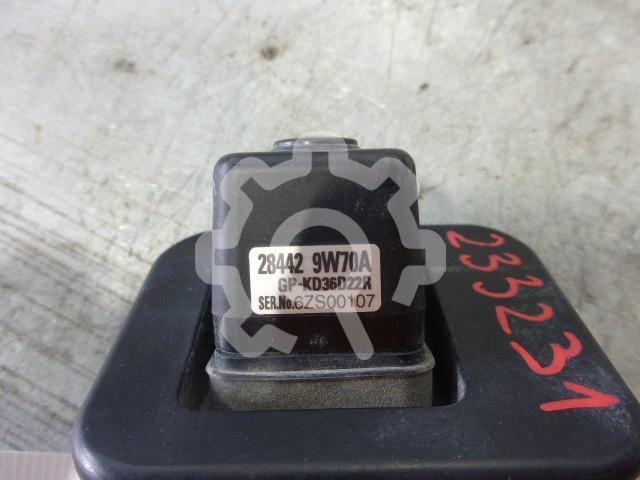 28442 9W70A
GP-KD36D22R
SER.No.6ZS00107
233231